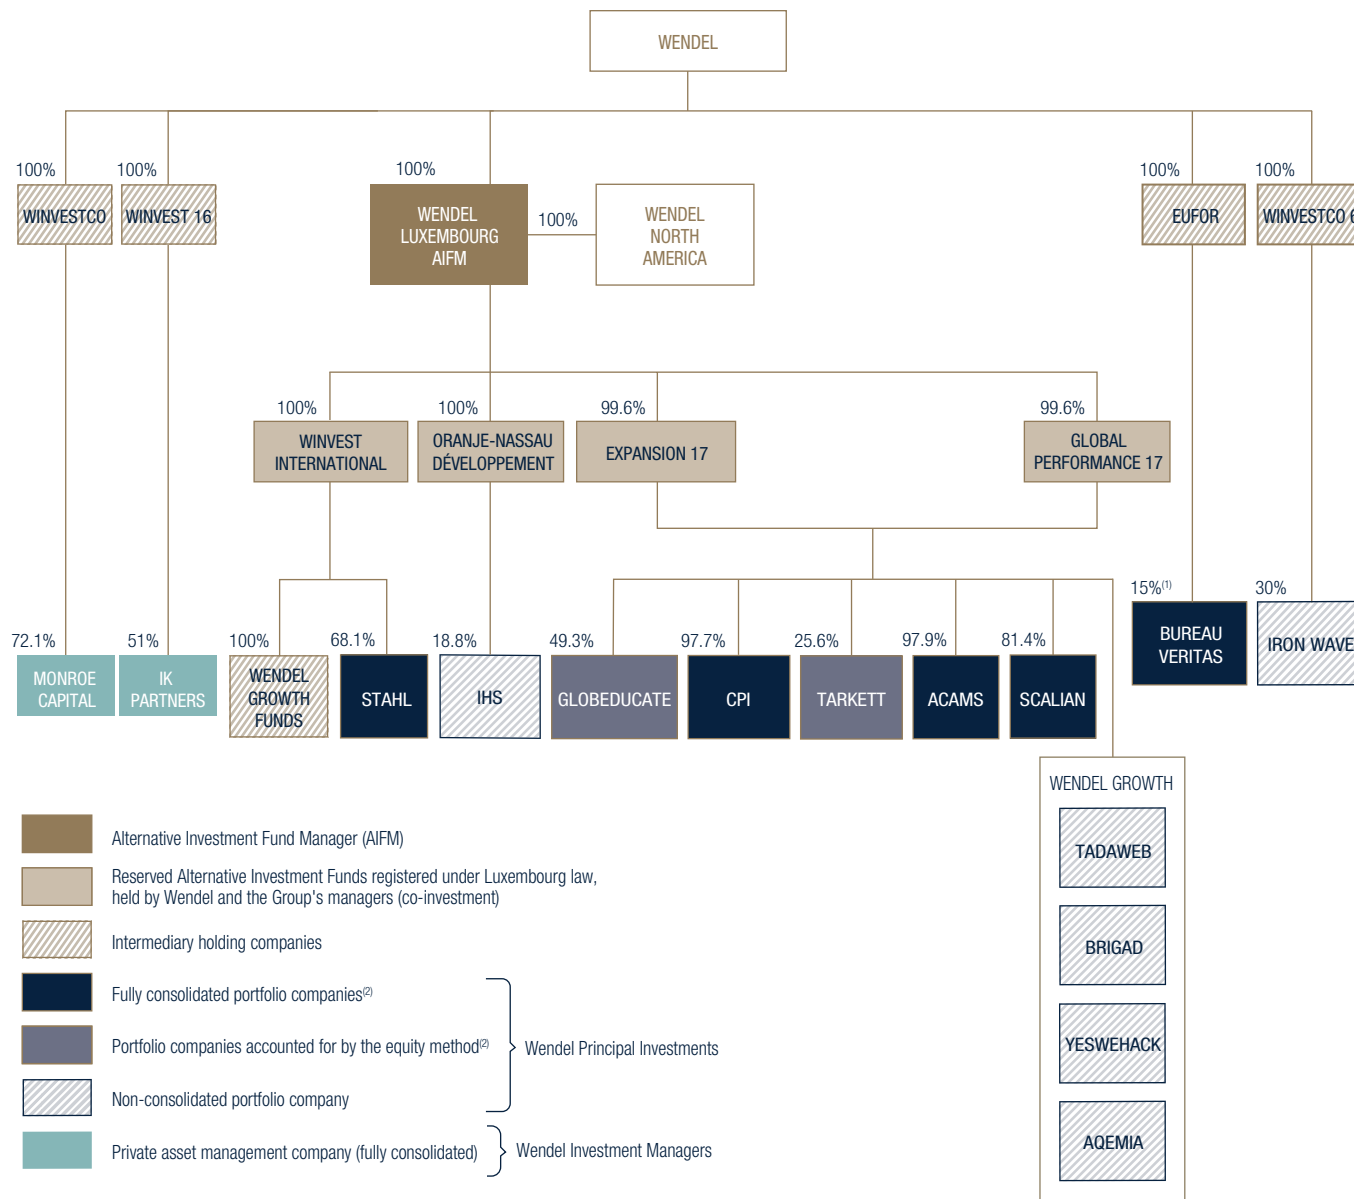 WENDEL
100%
100%
100%
100%
100%
WINVESTCO
WINVEST 16
WENDEL
LUXEMBOURG
AIFM
100%
WENDEL
NORTH
AMERICA
EUFOR
WINVESTCO 6
100%
100%
99.6%
99.6%
WINVEST
INTERNATIONAL
ORANJE-NASSAU
DÉVELOPPEMENT
EXPANSION 17
GLOBAL
PERFORMANCE 17
15%(1)
30%
BUREAU
VERITAS
IRON WAVE
72.1%
51%
100%
68.1%
18.8%
49.3%
97.7%
25.6%
97.9%
81.4%
MONROE
CAPITAL
IK
PARTNERS
WENDEL
GROWTH
FUNDS
STAHL
IHS
GLOBEDUCATE
CPI
TARKETT
ACAMS
SCALIAN
WENDEL GROWTH
TADAWEB
BRIGAD
YESWEHACK
AQEMIA
Alternative Investment Fund Manager (AIFM)
Reserved Alternative Investment Funds registered under Luxembourg law,
held by Wendel and the Group's managers (co-investment)
Intermediary holding companies
Fully consolidated portfolio companies(2)
Portfolio companies accounted for by the equity method(2)
Wendel Principal Investments
Non-consolidated portfolio company
Private asset management company (fully consolidated)
Wendel Investment Managers